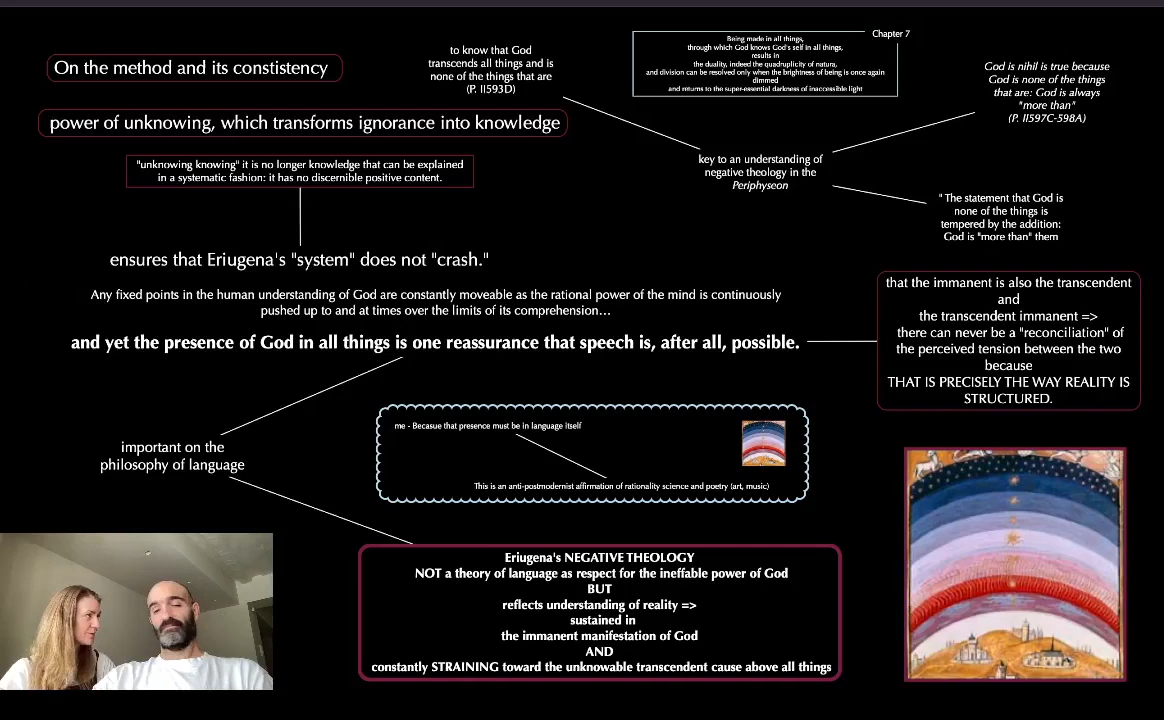 On the method and its constistency
to know that God
transcends all things and is
none of the things that are
(P. II593D)
Chapter 7
Being made in all things,
through which God knows God's self in all things,
results in
the duality, indeed the quadruplicity of natura,
and division can be resolved only when the brightness of being is once again
dimmed
and returns to the super-essential darkness of inaccessible light
God is nihil is true because
God is none of the things
that are: God is always
"more than"
(P. II597C-598A)
power of unknowing, which transforms ignorance into knowledge
"unknowing knowing" it is no longer knowledge that can be explained
in a systematic fashion: it has no discernible positive content.
key to an understanding of
negative theology in the
Periphyseon
" The statement that God is
none of the things is
tempered by the addition:
God is "more than" them
ensures that Eriugena's "system" does not "crash."
Any fixed points in the human understanding of God are constantly moveable as the rational power of the mind is continuously
pushed up to and at times over the limits of its comprehension...
and yet the presence of God in all things is one reassurance that speech is, after all, possible.
that the immanent is also the transcendent
and
the transcendent immanent =>
there can never be a "reconciliation" of
the perceived tension between the two
because
THAT IS PRECISELY THE WAY REALITY IS
STRUCTURED.
important on the
philosophy of language
me - Becasue that presence must be in language itself
This is an anti-postmodernist affirmation of rationality science and poetry (art, music)
Eriugena's NEGATIVE THEOLOGY
NOT a theory of language as respect for the ineffable power of God
BUT
reflects understanding of reality =>
sustained in
the immanent manifestation of God
AND
constantly STRAINING toward the unknowable transcendent cause above all things